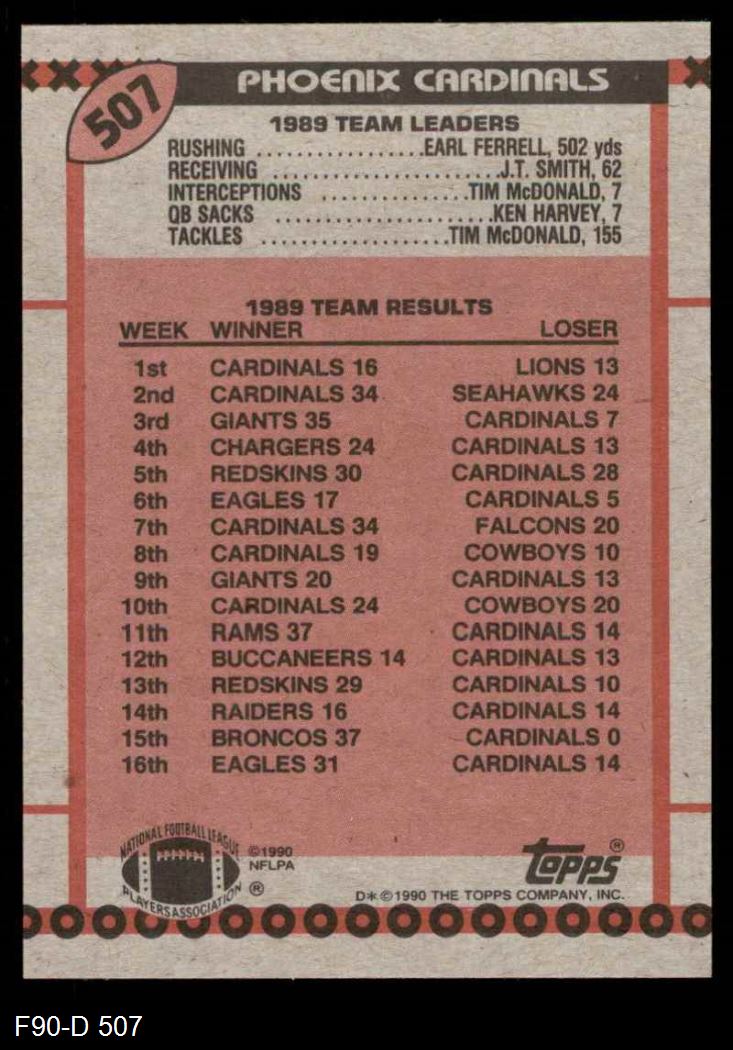 507
PHOENIX CARDINALS
1989 TEAM LEADERS
RUSHING .................EARL FERRELL, 502 yds
RECEIVING .......................J.T. SMITH, 62
INTERCEPTIONS ..............TIM McDONALD, 7
QB SACKS ......................KEN HARVEY, 7
TACKLES ...................TIM McDONALD, 155
1989 TEAM RESULTS
WEEK WINNER LOSER
1st CARDINALS 16 LIONS 13
2nd CARDINALS 34 SEAHAWKS 24
3rd GIANTS 35 CARDINALS 7
4th CHARGERS 24 CARDINALS 13
5th REDSKINS 30 CARDINALS 28
6th EAGLES 17 CARDINALS 5
7th CARDINALS 34 FALCONS 20
8th CARDINALS 19 COWBOYS 10
9th GIANTS 20 CARDINALS 13
10th CARDINALS 24 COWBOYS 20
11th RAMS 37 CARDINALS 14
12th BUCCANEERS 14 CARDINALS 13
13th REDSKINS 29 CARDINALS 10
14th RAIDERS 16 CARDINALS 14
15th BRONCOS 37 CARDINALS 0
16th EAGLES 31 CARDINALS 14
NATIONAL FOOTBALL LEAGUE
PLAYERS ASSOCIATION
®
©1990
NFLPA
TOPPS®
D*©1990 THE TOPPS COMPANY, INC.
F90-D 507